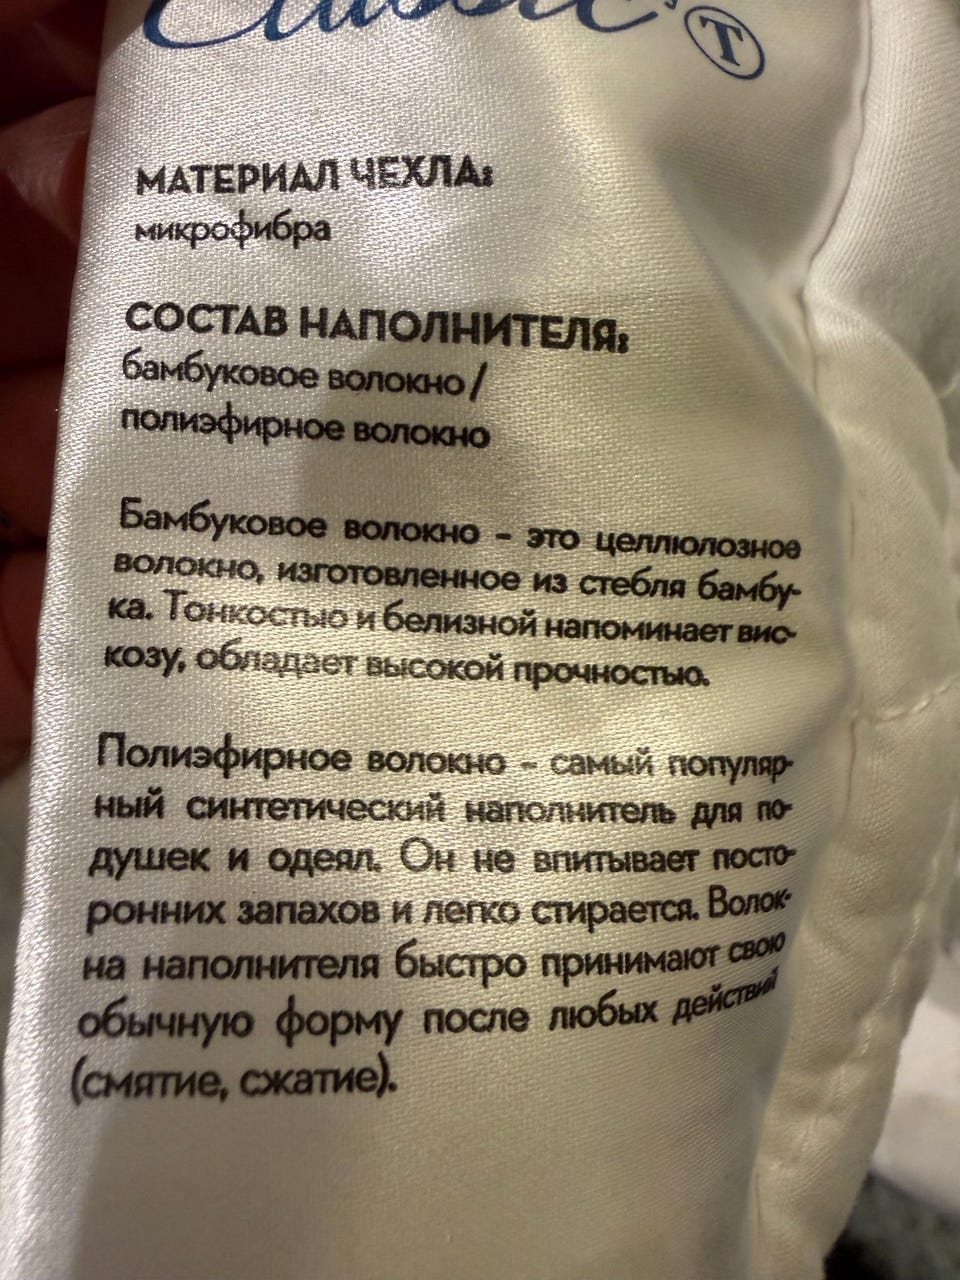 Classic
T
МАТЕРИАЛ ЧЕХЛА:
микрофибра
СОСТАВ НАПОЛНИТЕЛЯ:
бамбуковое волокно/
полиэфирное волокно
Бамбуковое волокно – это целлюлозное
волокно, изготовленное из стебля бамбу-
ка. Тонкостью и белизной напоминает вис-
козу, обладает высокой прочностью.
Полиэфирное волокно – самый популяр-
ный синтетический наполнитель для по-
душек и одеял. Он не впитывает посто-
ронних запахов и легко стирается. Волок-
на наполнителя быстро принимают свою
обычную форму после любых действий
(смятие, сжатие).